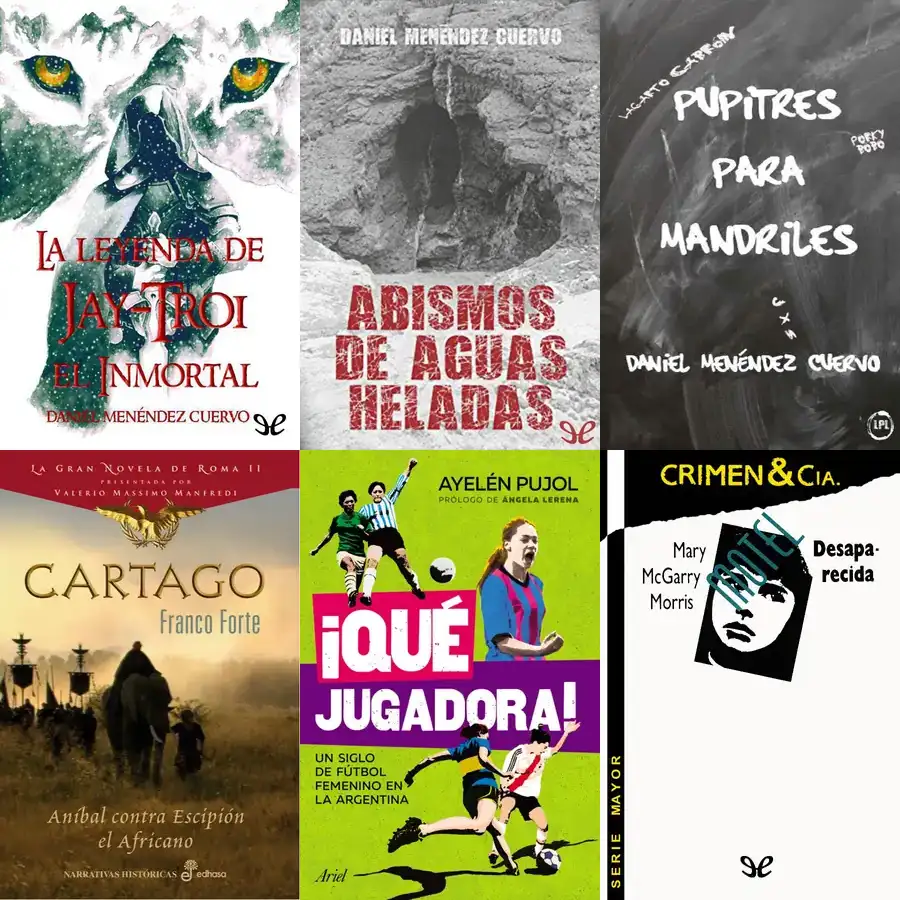 LA LEYENDA DE
JAY-TROI
EL INMORTAL
DANIEL MENÉNDEZ CUERVO
DANIEL MENÉNDEZ CUERVO
ABISMOS
DE AGUAS
HELADAS
LAGARTO CABRÓN
PUPITRES
PORKY
POPO
PARA
MANDRILES
JXS
DANIEL MENÉNDEZ CUERVO
LPL
LA GRAN NOVELA DE ROMA II
PRESENTADA POR
VALERIO MASSIMO MANFREDI
CARTAGO
Franco Forte
Aníbal contra Escipión
el Africano
NARRATIVAS HISTÓRICAS edhasa
AYELÉN PUJOL
PRÓLOGO DE ÁNGELA LERENA
¡QUÉ
JUGADORA!
UN SIGLO
DE FÚTBOL
FEMENINO EN
LA ARGENTINA
Ariel
CRIMEN & CIA.
Mary
McGarry
Morris
MOTEL
Desapa-
recida
SERIE MAYOR